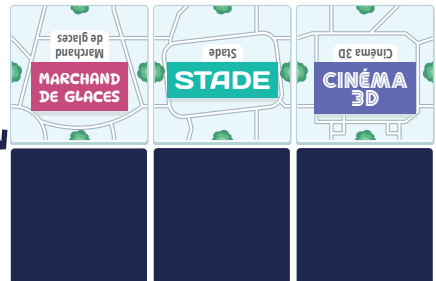 Marchand
de glaces
MARCHAND
DE GLACES
Stade
STADE
Cinéma 3D
CINÉMA
3D